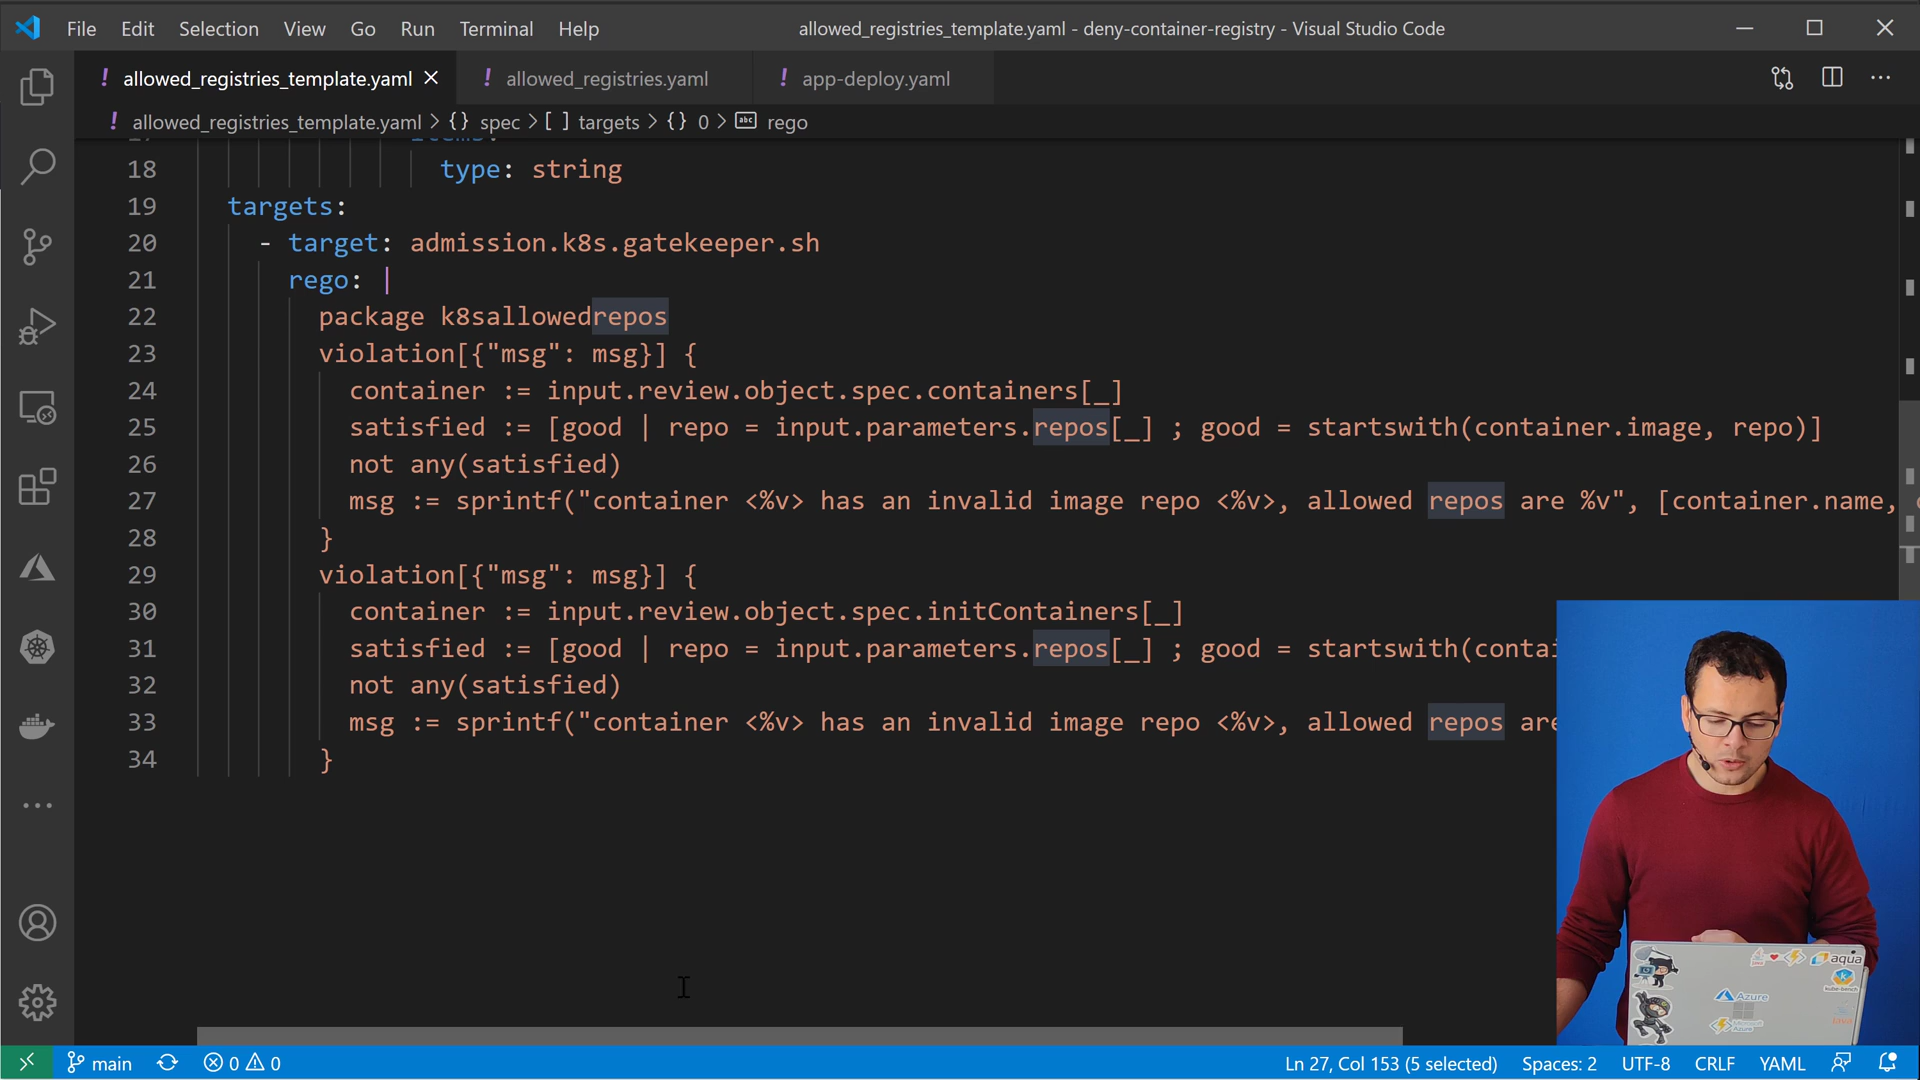 File Edit Selection View Go Run Terminal Help
allowed_registries_template.yaml - deny-container-registry - Visual Studio Code
! allowed_registries_template.yaml
! allowed_registries.yaml
! app-deploy.yaml
! allowed_registries_template.yaml > {} spec > [ ] targets > {} 0 > abc rego
17 items:
18 type: string
19 targets:
20 - target: admission.k8s.gatekeeper.sh
21 rego: |
22 package k8sallowedrepos
23 violation[{"msg": msg}] {
24 container := input.review.object.spec.containers[_]
25 satisfied := [good | repo = input.parameters.repos[_] ; good = startswith(container.image, repo)]
26 not any(satisfied)
27 msg := sprintf("container <%v> has an invalid image repo <%v>, allowed repos are %v", [container.name,
28 }
29 violation[{"msg": msg}] {
30 container := input.review.object.spec.initContainers[_]
31 satisfied := [good | repo = input.parameters.repos[_] ; good = startswith(contai
32 not any(satisfied)
33 msg := sprintf("container <%v> has an invalid image repo <%v>, allowed repos are
34 }
aqua
kube-bench
Azure
Microsoft
Azure
main 0 0
Ln 27, Col 153 (5 selected) Spaces: 2 UTF-8 CRLF YAML